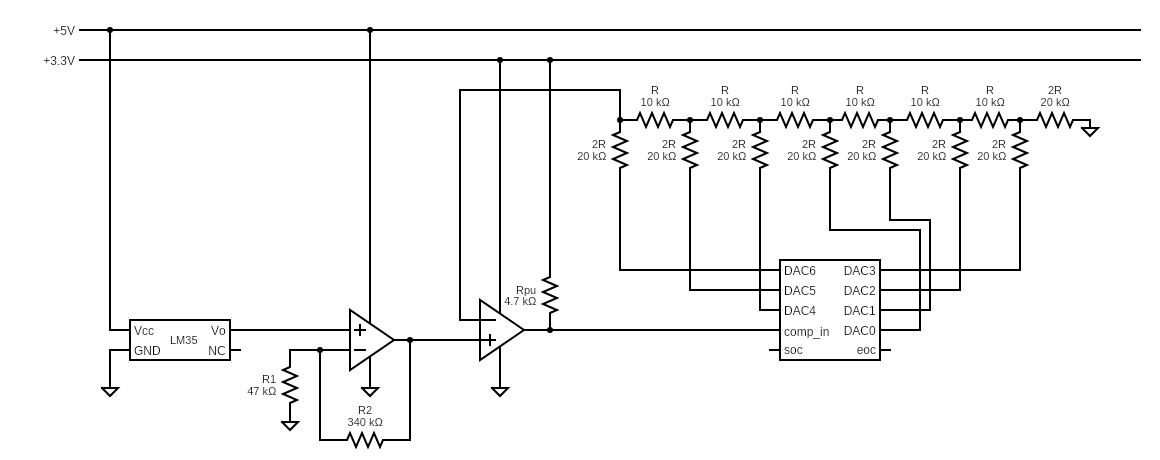 +5V
+3.3V
R
10 kΩ
R
10 kΩ
R
10 kΩ
R
10 kΩ
R
10 kΩ
R
10 kΩ
2R
20 kΩ
2R
20 kΩ
2R
20 kΩ
2R
20 kΩ
2R
20 kΩ
2R
20 kΩ
2R
20 kΩ
2R
20 kΩ
DAC6 DAC3
DAC5 DAC2
DAC4 DAC1
comp_in DAC0
soc eoc
Rpu
4.7 kΩ
Vcc Vo
LM35
GND NC
R1
47 kΩ
R2
340 kΩ